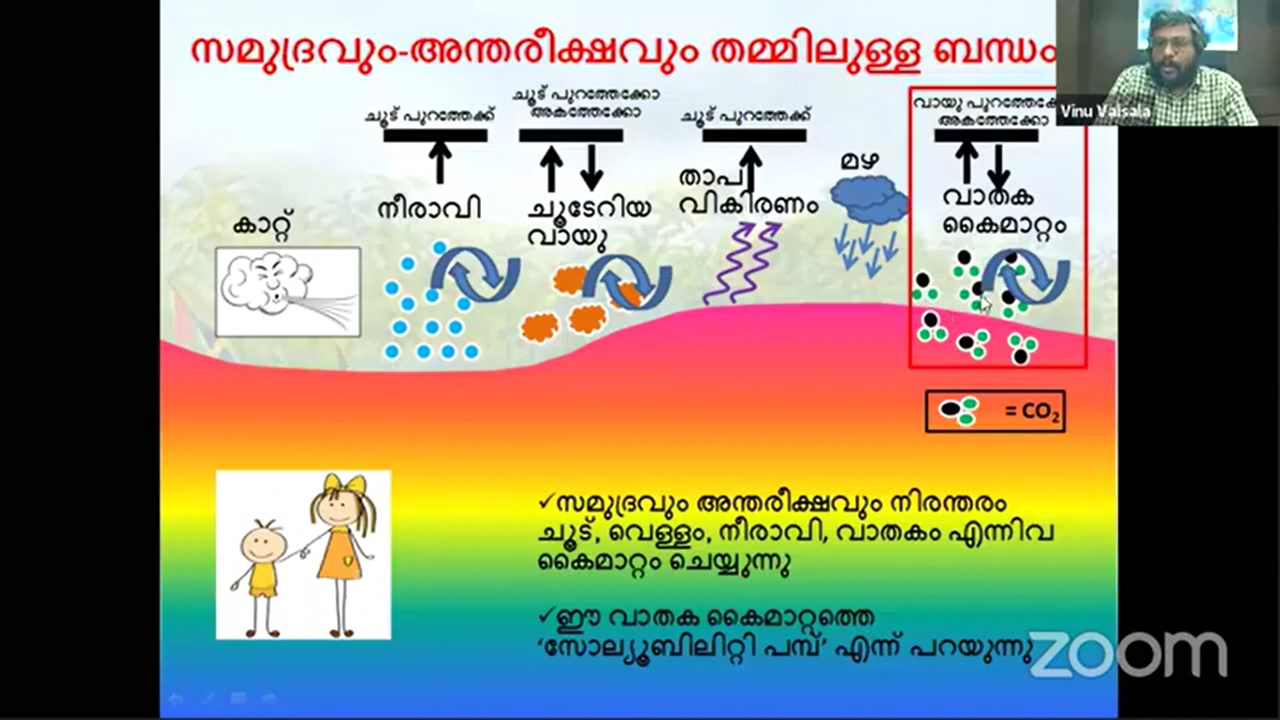 സമുദ്രവും-അന്തരീക്ഷവും തമ്മിലുള്ള ബന്ധം
ചൂട് പുറത്തേക്ക്
ചൂട് പുറത്തേക്കോ
അകത്തേക്കോ
ചൂട് പുറത്തേക്ക്
വായു
അകത്തേക്കോ
Vinu Valsala
കാറ്റ്
നീരാവി
ചൂടേറിയ
വായു
താപ
വികിരണം
മഴ
വാതക
കൈമാറ്റം
= CO₂
✓സമുദ്രവും അന്തരീക്ഷവും നിരന്തരം
ചൂട്, വെള്ളം, നീരാവി, വാതകം എന്നിവ
കൈമാറ്റം ചെയ്യുന്നു
✓ഈ വാതക കൈമാറ്റത്തെ
‘സോല്യൂബിലിറ്റി പമ്പ്’ എന്ന് പറയുന്നു
zoom